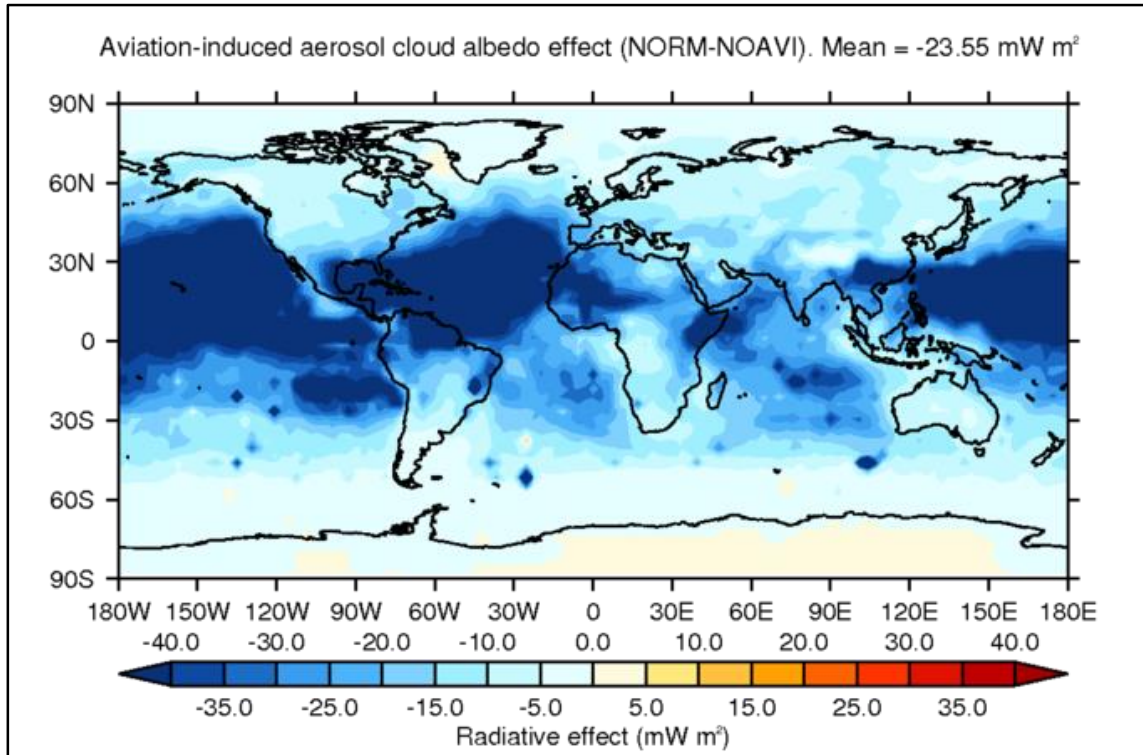 Aviation-induced aerosol cloud albedo effect (NORM-NOAVI). Mean = -23.55 mW m²
90N
60N
30N
0
30S
60S
90S
180W 150W 120W 90W 60W 30W 0 30E 60E 90E 120E 150E 180E
-40.0 -30.0 -20.0 -10.0 0.0 10.0 20.0 30.0 40.0
-35.0 -25.0 -15.0 -5.0 5.0 15.0 25.0 35.0
Radiative effect (mW m²)